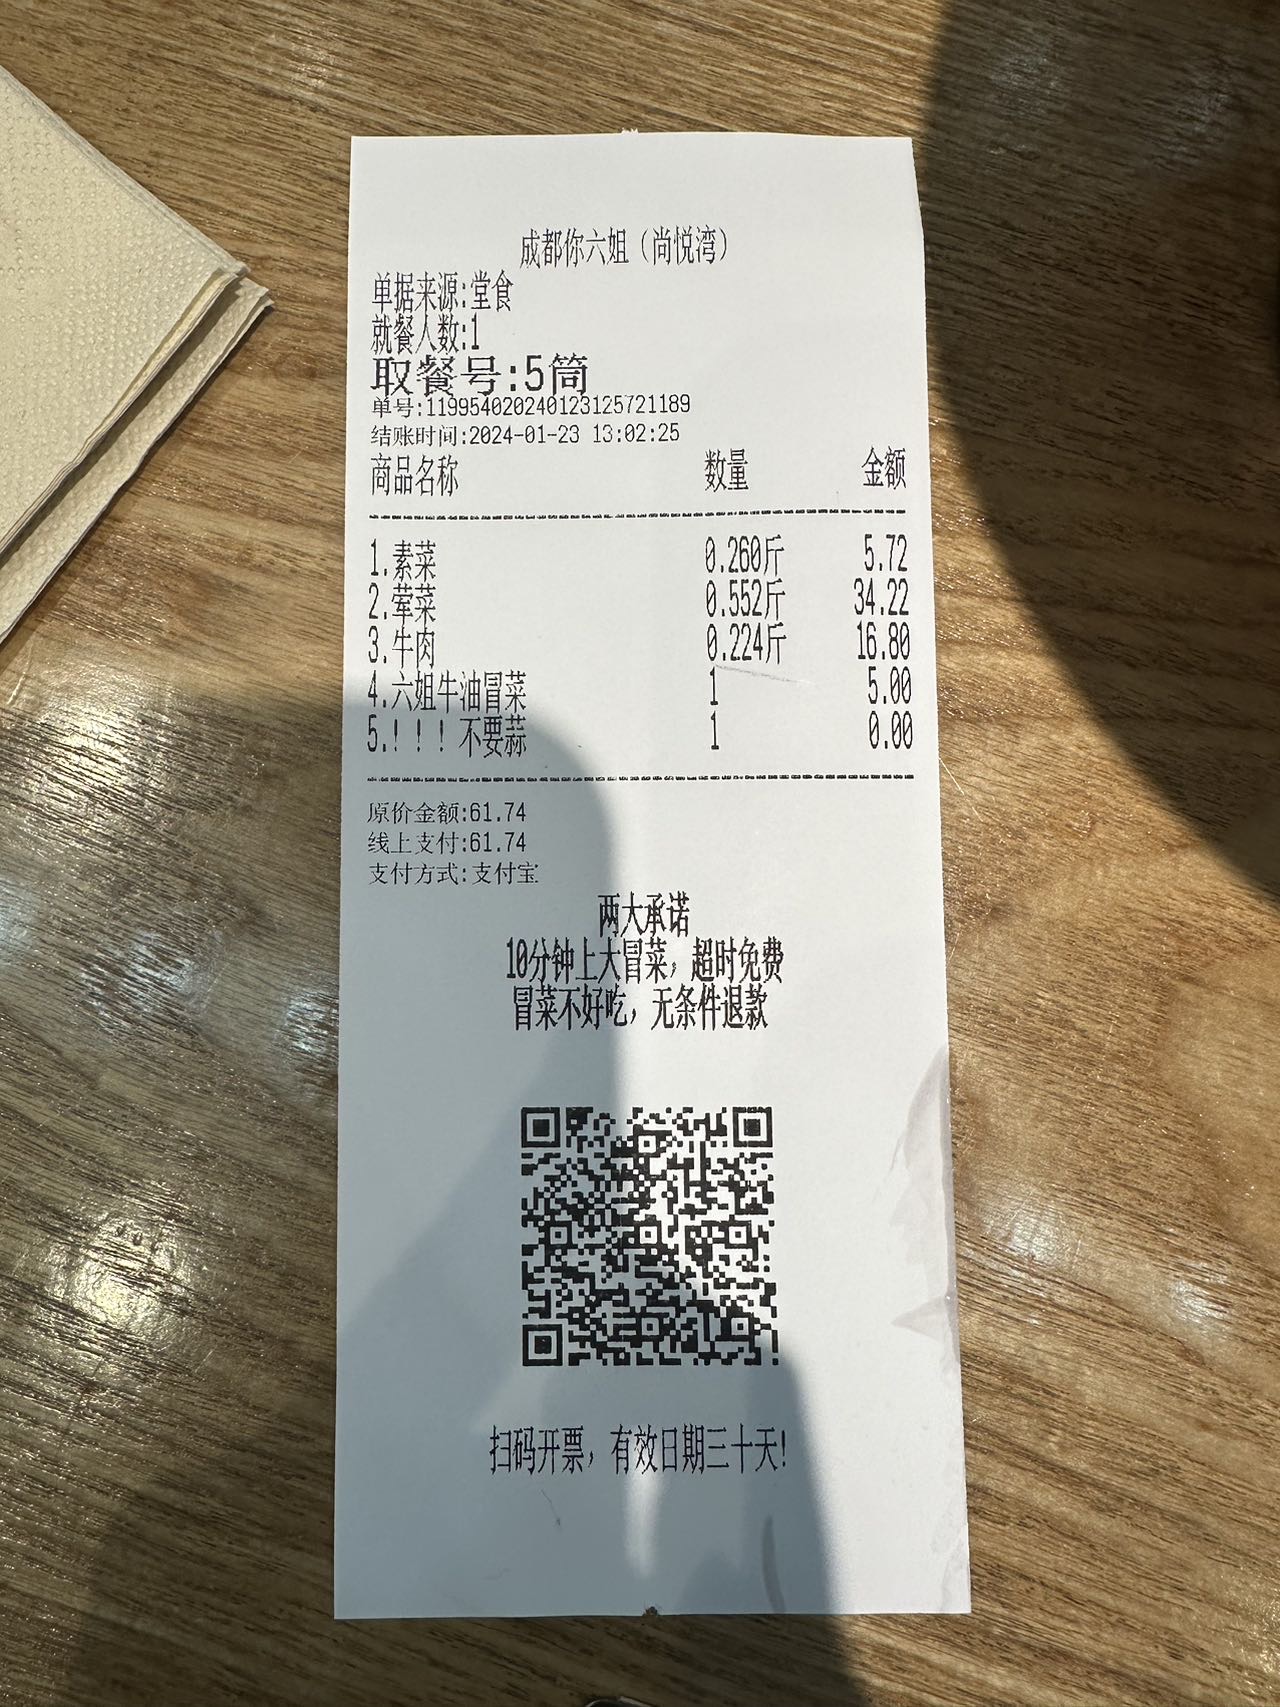 成都你六姐（尚悦湾）
单据来源:堂食
就餐人数:1
取餐号:5筒
单号:119954020240123125721189
结账时间:2024-01-23 13:02:25
商品名称 数量 金额
1.素菜 0.260斤 5.72
2.荤菜 0.552斤 34.22
3.牛肉 0.224斤 16.80
4.六姐牛油冒菜 1 5.00
5.！！！不要蒜 1 0.00
原价金额:61.74
线上支付:61.74
支付方式:支付宝
两大承诺
10分钟上大冒菜，超时免费
冒菜不好吃，无条件退款
扫码开票，有效日期三十天!